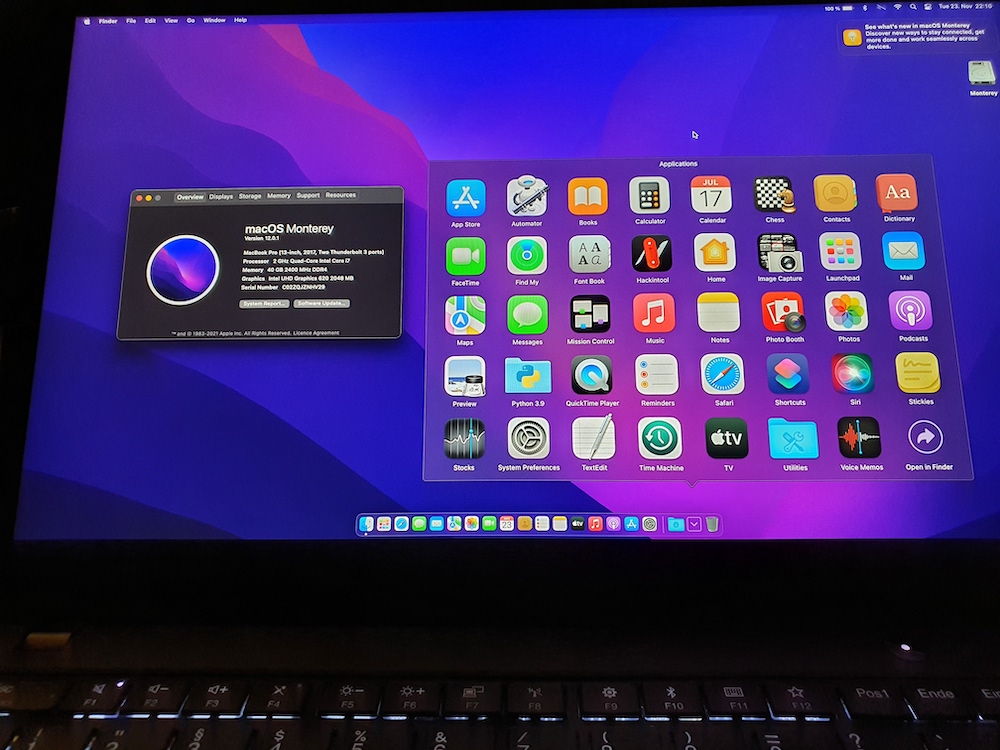 Finder File Edit View Go Window Help
100 % Tue 23. Nov 22:16
See what's new in macOS Monterey
Discover new ways to stay connected, get
more done and work seamlessly across
devices.
Monterey
Overview Displays Storage Memory Support Resources
macOS Monterey
Version 12.0.1
MacBook Pro (13-inch, 2017, Two Thunderbolt 3 ports)
Processor 2 GHz Quad-Core Intel Core i7
Memory 40 GB 2400 MHz DDR4
Graphics Intel UHD Graphics 620 2048 MB
Serial Number C02ZQJZNHV29
System Report... Software Update...
™ and © 1983-2021 Apple Inc. All Rights Reserved. Licence Agreement
Applications
JUL
17
Aa
App Store Automator Books Calculator Calendar Chess Contacts Dictionary
AA
AA
FaceTime Find My Font Book Hackintool Home Image Capture Launchpad Mail
Maps Messages Mission Control Music Notes Photo Booth Photos Podcasts
Preview Python 3.9 QuickTime Player Reminders Safari Shortcuts Siri Stickies
tv
Stocks System Preferences TextEdit Time Machine TV Utilities Voice Memos Open in Finder
23
F1 F2 F3 F4 F5 F6 F7 F8 F9 F10 F11 F12 Pos1 Ende
! " § $ % & / ( ) =